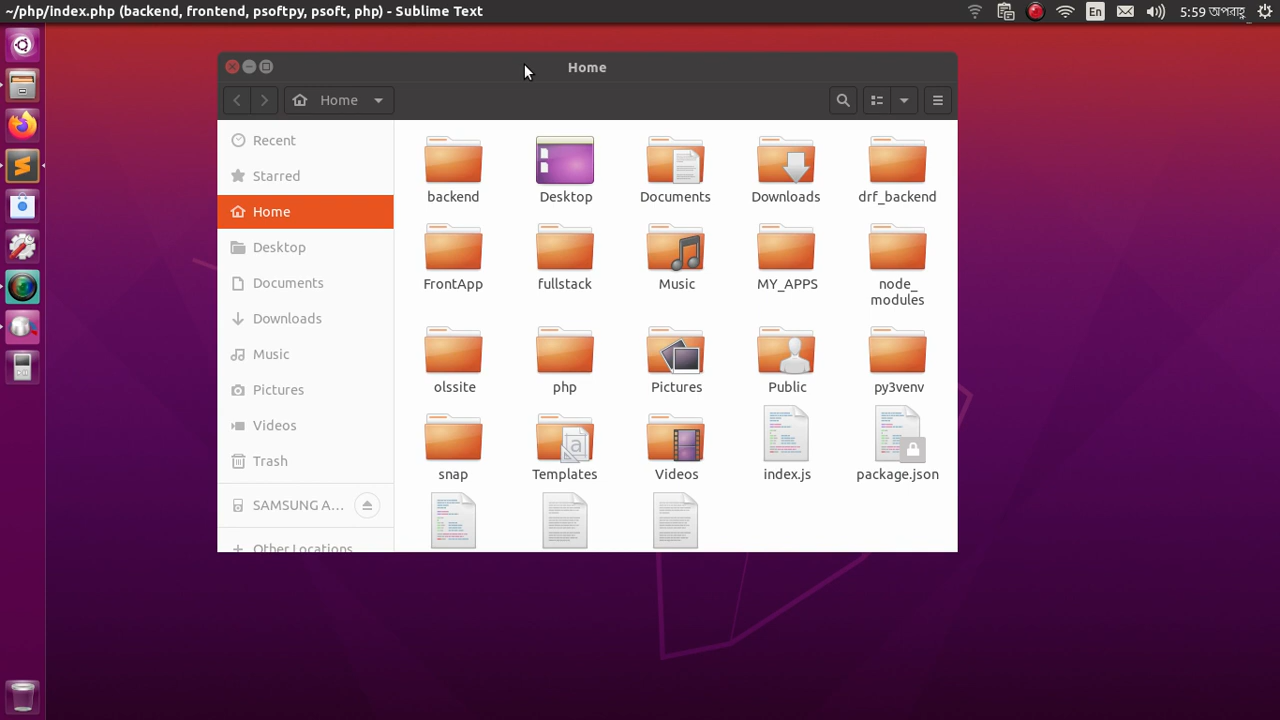 ~/php/index.php (backend, frontend, psoftpy, psoft, php) - Sublime Text
En
5:59 অপরাহ্ণ
Home
Home
Recent
Starred
Home
Desktop
Documents
Downloads
Music
Pictures
Videos
Trash
SAMSUNG A...
Other Locations
backend
Desktop
Documents
Downloads
drf_backend
FrontApp
fullstack
Music
MY_APPS
node_
modules
olssite
php
Pictures
Public
py3venv
snap
Templates
Videos
index.js
package.json